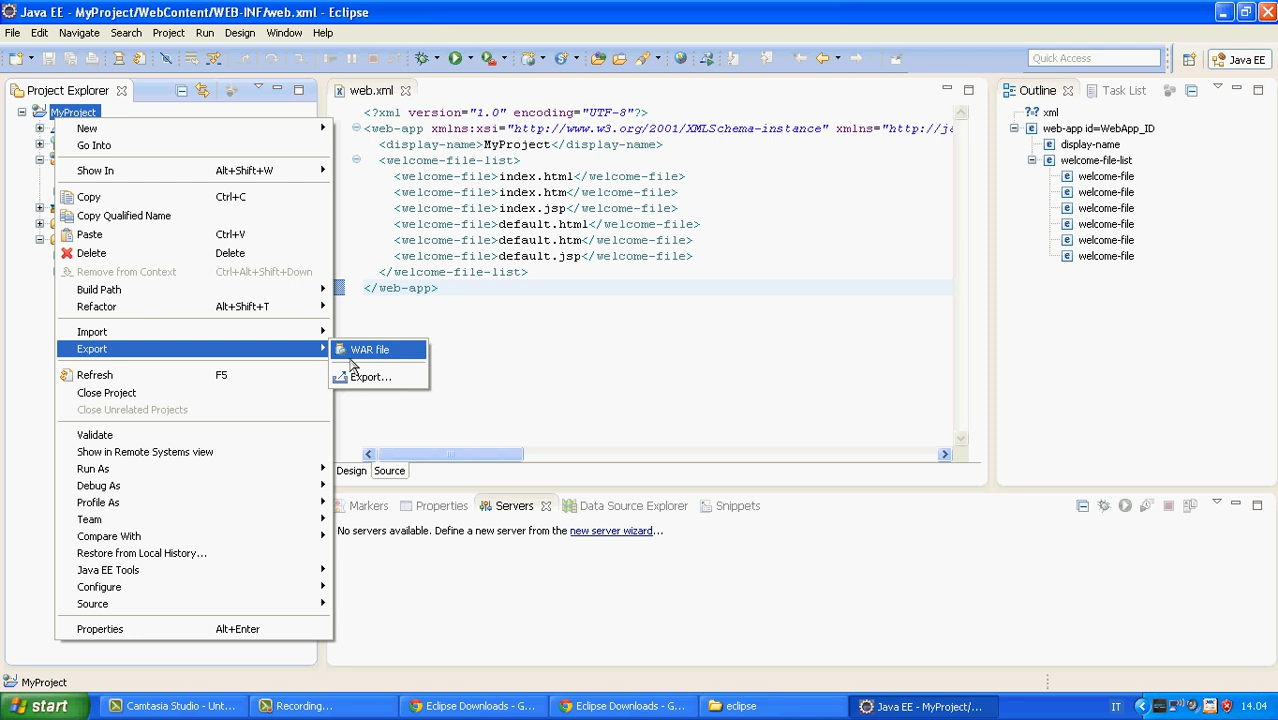 Java EE - MyProject/WebContent/WEB-INF/web.xml - Eclipse
File Edit Navigate Search Project Run Design Window Help
Quick Access
Java EE
Project Explorer
MyProject
New
Go Into
Show In Alt+Shift+W
Copy Ctrl+C
Copy Qualified Name
Paste Ctrl+V
Delete Delete
Remove from Context Ctrl+Alt+Shift+Down
Build Path
Refactor Alt+Shift+T
Import
Export
Refresh F5
Close Project
Close Unrelated Projects
Validate
Show in Remote Systems view
Run As
Debug As
Profile As
Team
Compare With
Restore from Local History...
Java EE Tools
Configure
Source
Properties Alt+Enter
WAR file
Export...
web.xml
<?xml version="1.0" encoding="UTF-8"?>
<web-app xmlns:xsi="http://www.w3.org/2001/XMLSchema-instance" xmlns="http://ja
<display-name>MyProject</display-name>
<welcome-file-list>
<welcome-file>index.html</welcome-file>
<welcome-file>index.htm</welcome-file>
<welcome-file>index.jsp</welcome-file>
<welcome-file>default.html</welcome-file>
<welcome-file>default.htm</welcome-file>
<welcome-file>default.jsp</welcome-file>
</welcome-file-list>
</web-app>
Design Source
Outline Task List
xml
web-app id=WebApp_ID
display-name
welcome-file-list
welcome-file
welcome-file
welcome-file
welcome-file
welcome-file
welcome-file
Markers Properties Servers Data Source Explorer Snippets
No servers available. Define a new server from the new server wizard...
MyProject
start Camtasia Studio - Unt... Recording... Eclipse Downloads - G... Eclipse Downloads - G... eclipse Java EE - MyProject/... IT 14.04